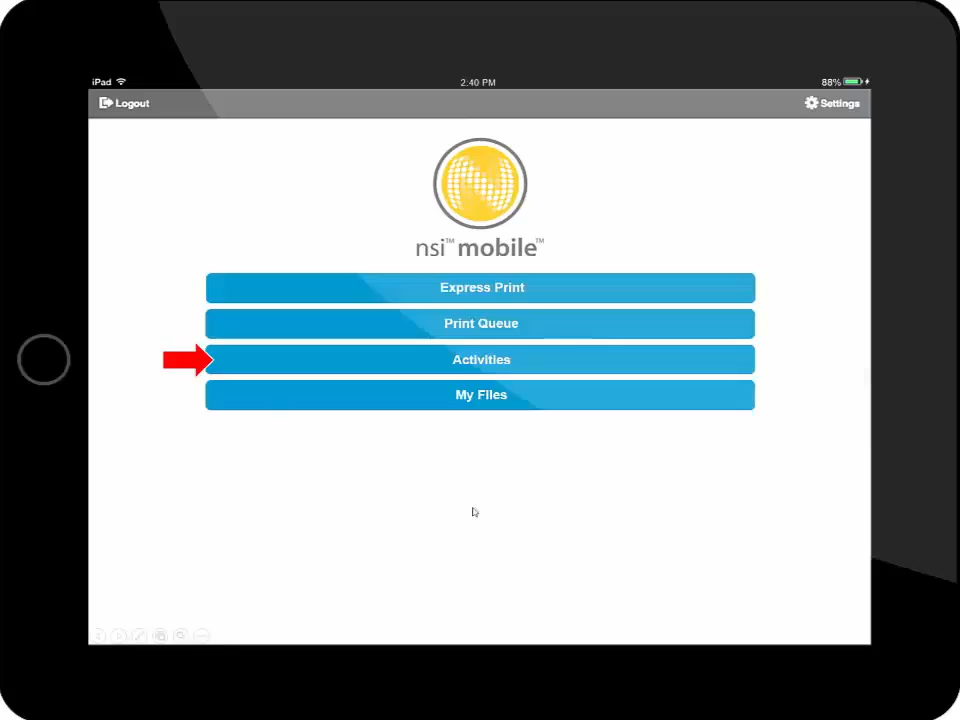 iPad
2:40 PM
88%
Logout
Settings
nsi™ mobile™
Express Print
Print Queue
Activities
My Files